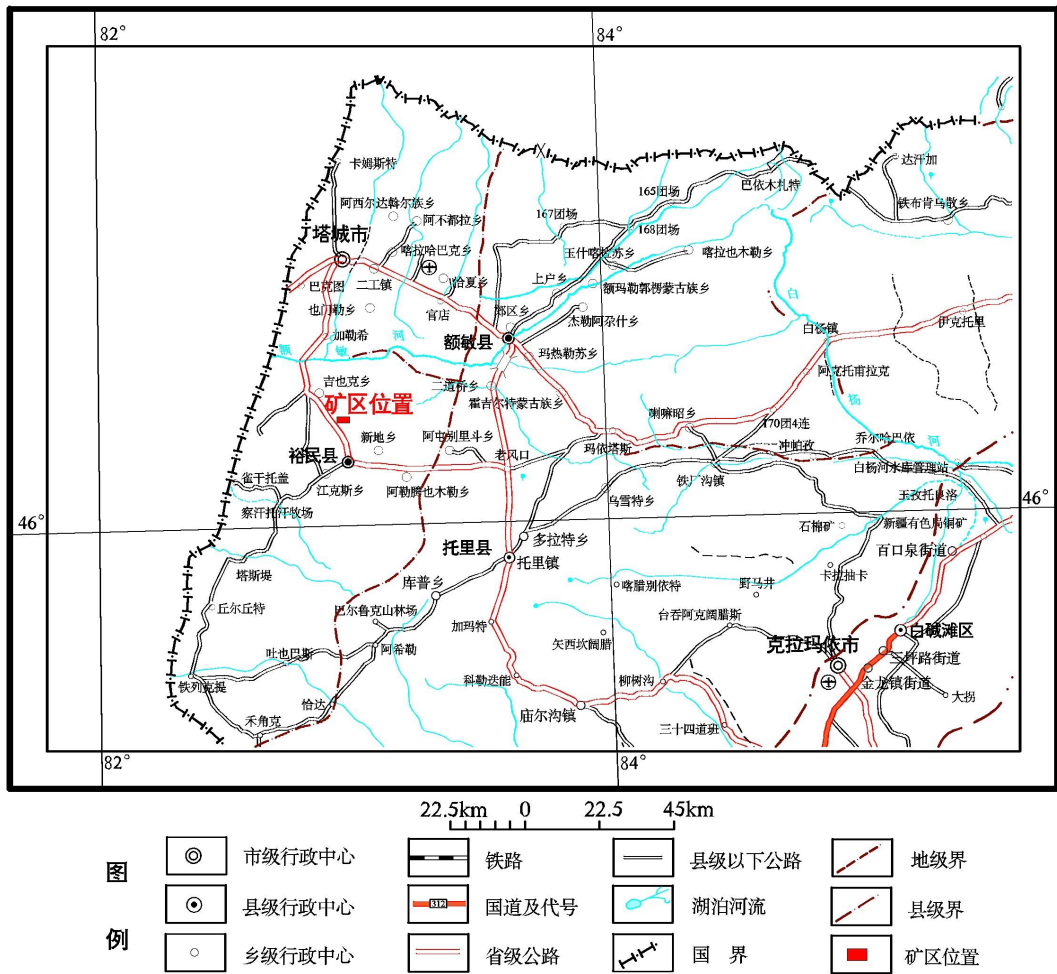 82°
84°
卡姆斯特
达汗加
165团场
巴依木札特
阿西尔达斡尔族乡
阿不都拉乡
167团场
铁布肯乌散乡
168团场
塔城市
喀拉哈巴克乡
玉什喀拉苏乡
喀拉也木勒乡
恰夏乡
上户乡
巴克图
二工镇
额玛勒郭楞蒙古族乡
白
也门勒乡
官店
郊区乡
杰勒阿尕什乡
伊克托里
加勒希
河
白杨镇
额
敏
额敏县
玛热勒苏乡
阿克托甫拉克
吉也克乡
二道桥乡
杨
矿区位置
霍吉尔特蒙古族乡
喇嘛昭乡
170团4连
新地乡
阿屯别里斗乡
老风口
玛依塔斯
冲帕孜
乔尔哈巴依
河
裕民县
白杨河水库管理站
雀干托盖
江克斯乡
阿勒腾也木勒乡
铁厂沟镇
乌雪特乡
王孜托良洛
46°
46°
察汗托汗牧场
石棉矿
新疆有色局铜矿
多拉特乡
托里县
百口泉街道
塔斯堤
托里镇
卡拉抽卡
库普乡
喀腊别依特
野马井
丘尔丘特
巴尔鲁克山林场
台吞阿克阔腊斯
加玛特
白碱滩区
矢西坎阔腊
克拉玛依市
吐也巴斯
阿希勒
三坪路街道
铁列克提
科勒迭能
柳树沟
金龙镇街道
大拐
恰达
禾角克
庙尔沟镇
三十四道班
82°
84°
22.5km 0 22.5 45km
图例
市级行政中心
铁路
县级以下公路
地级界
县级行政中心
312
国道及代号
湖泊河流
县级界
乡级行政中心
省级公路
国 界
矿区位置